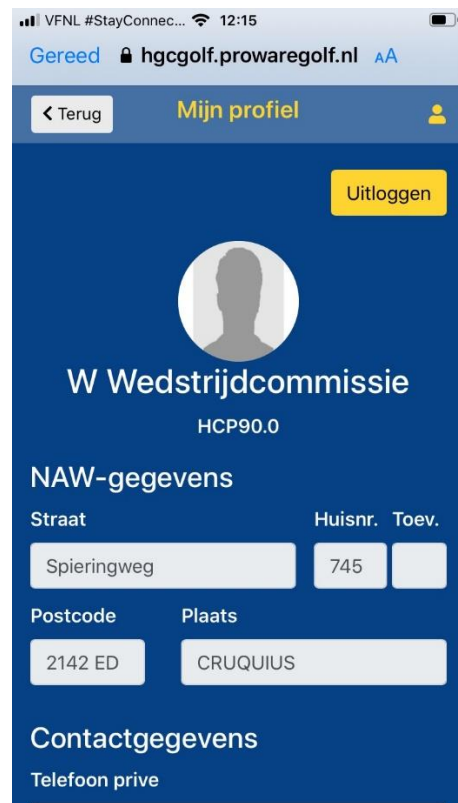 VFNL #StayConnec... 12:15
Gereed hgcgolf.prowaregolf.nl AA
Terug Mijn profiel
Uitloggen
W Wedstrijdcommissie
HCP90.0
NAW-gegevens
Straat Huisnr. Toev.
Spieringweg 745
Postcode Plaats
2142 ED CRUQUIUS
Contactgegevens
Telefoon prive